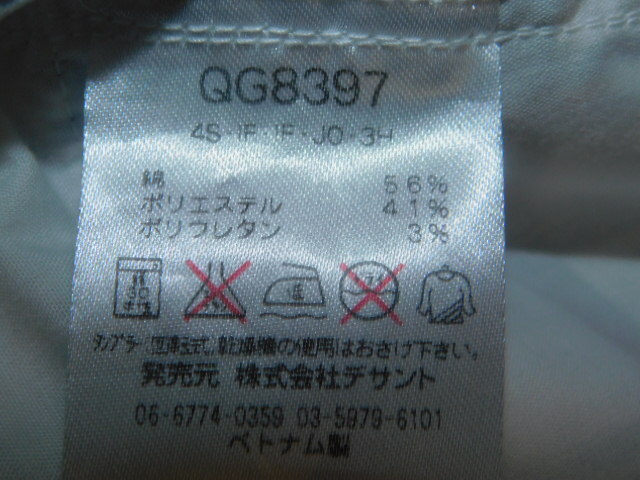 QG8397
4S-IF-IF-JO-3H
綿 56%
ポリエステル 41%
ポリウレタン 3%
タンブラー(回転式)乾燥機の使用はおさけ下さい。
発売元 株式会社デサント
06-6774-0359 03-5979-6101
ベトナム製